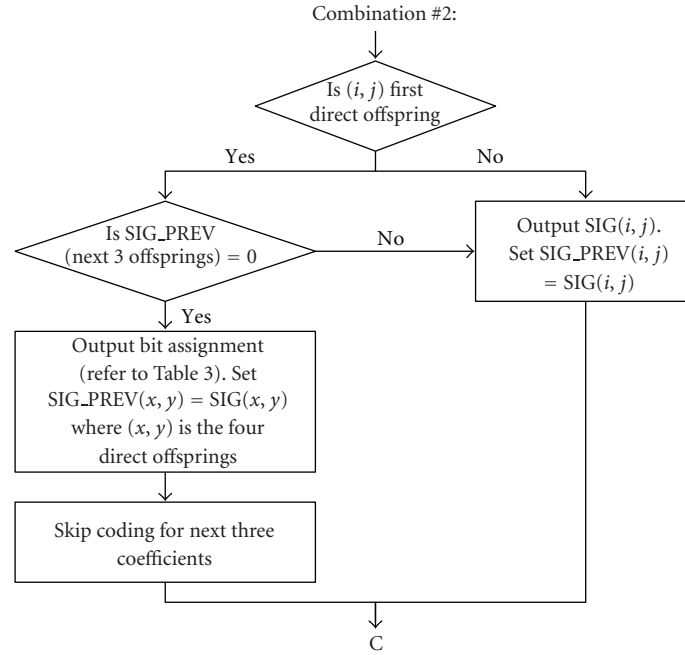 Combination #2:
Is (i, j) first
direct offspring
Yes
No
Is SIG_PREV
(next 3 offsprings) = 0
No
Output SIG(i, j).
Set SIG_PREV(i, j)
= SIG(i, j)
Yes
Output bit assignment
(refer to Table 3). Set
SIG_PREV(x, y) = SIG(x, y)
where (x, y) is the four
direct offsprings
Skip coding for next three
coefficients
C